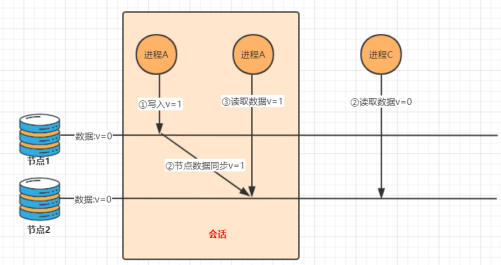 进程A
进程A
进程C
①写入v=1
③读取数据v=1
②读取数据v=0
数据:v=0
节点1
②节点数据同步v=1
数据:v=0
节点2
会话